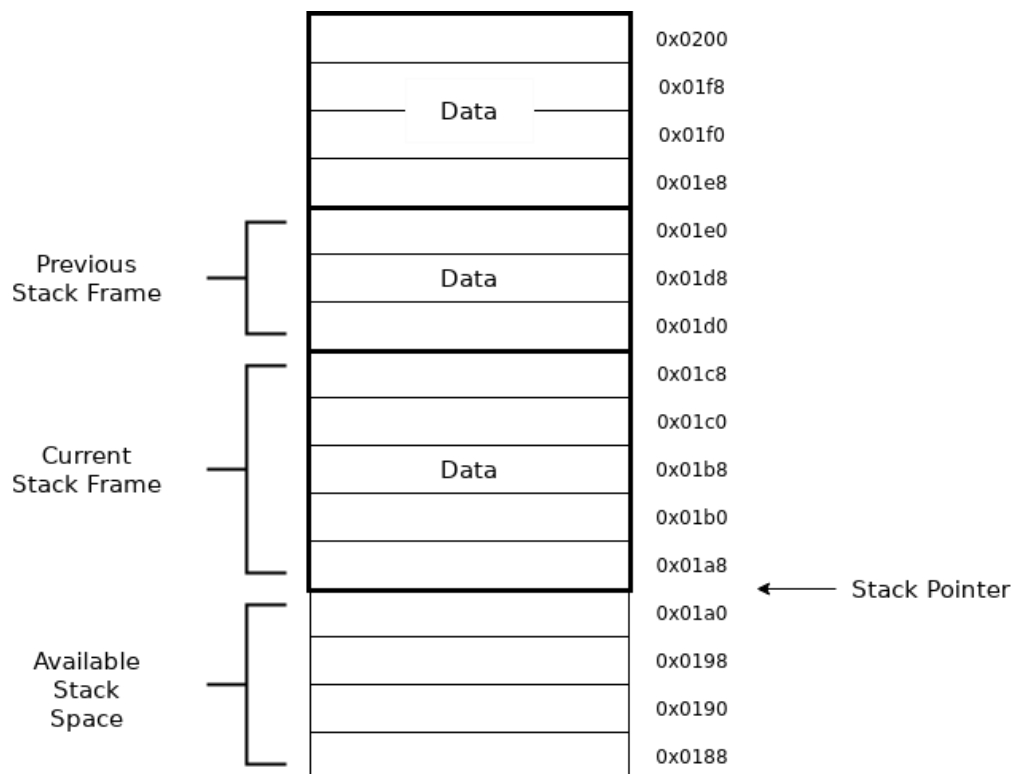 0x0200
0x01f8
Data
0x01f0
0x01e8
0x01e0
Previous
Stack Frame
Data
0x01d8
0x01d0
0x01c8
0x01c0
Current
Stack Frame
Data
0x01b8
0x01b0
0x01a8
Stack Pointer
0x01a0
Available
Stack
Space
0x0198
0x0190
0x0188